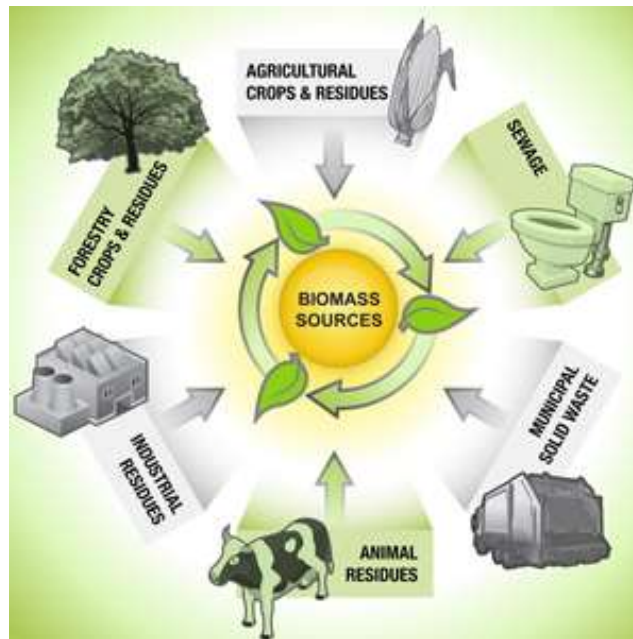 AGRICULTURAL
CROPS & RESIDUES
SEWAGE
FORESTRY
CROPS & RESIDUES
BIOMASS
SOURCES
INDUSTRIAL
RESIDUES
MUNICIPAL
SOLID WASTE
ANIMAL
RESIDUES